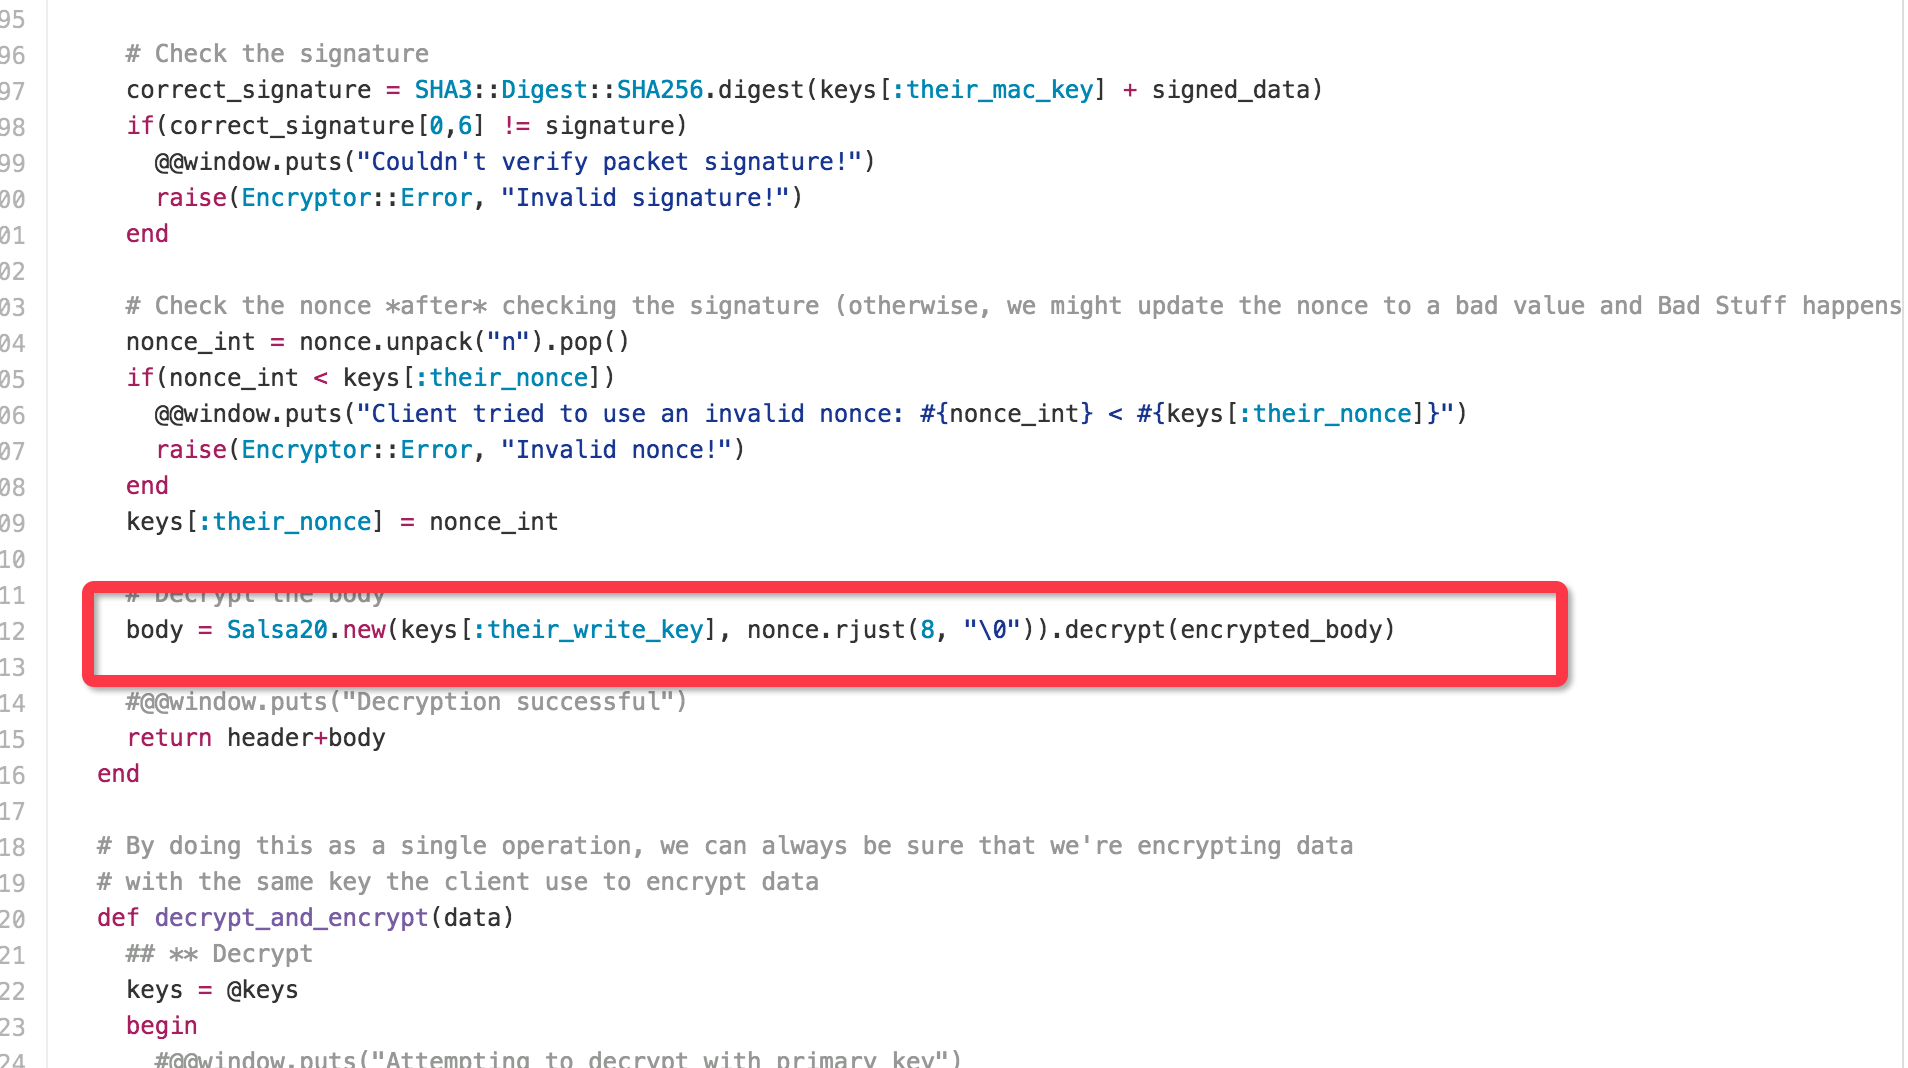 95
96 # Check the signature
97 correct_signature = SHA3::Digest::SHA256.digest(keys[:their_mac_key] + signed_data)
98 if(correct_signature[0,6] != signature)
99 @@window.puts("Couldn't verify packet signature!")
00 raise(Encryptor::Error, "Invalid signature!")
01 end
02
03 # Check the nonce *after* checking the signature (otherwise, we might update the nonce to a bad value and Bad Stuff happens
04 nonce_int = nonce.unpack("n").pop()
05 if(nonce_int < keys[:their_nonce])
06 @@window.puts("Client tried to use an invalid nonce: #{nonce_int} < #{keys[:their_nonce]}")
07 raise(Encryptor::Error, "Invalid nonce!")
08 end
09 keys[:their_nonce] = nonce_int
10
11 # Decrypt the body
12 body = Salsa20.new(keys[:their_write_key], nonce.rjust(8, "\0")).decrypt(encrypted_body)
13
14 #@@window.puts("Decryption successful")
15 return header+body
16 end
17
18 # By doing this as a single operation, we can always be sure that we're encrypting data
19 # with the same key the client use to encrypt data
20 def decrypt_and_encrypt(data)
21 ## ** Decrypt
22 keys = @keys
23 begin
24 #@@window.puts("Attempting to decrypt with primary key")